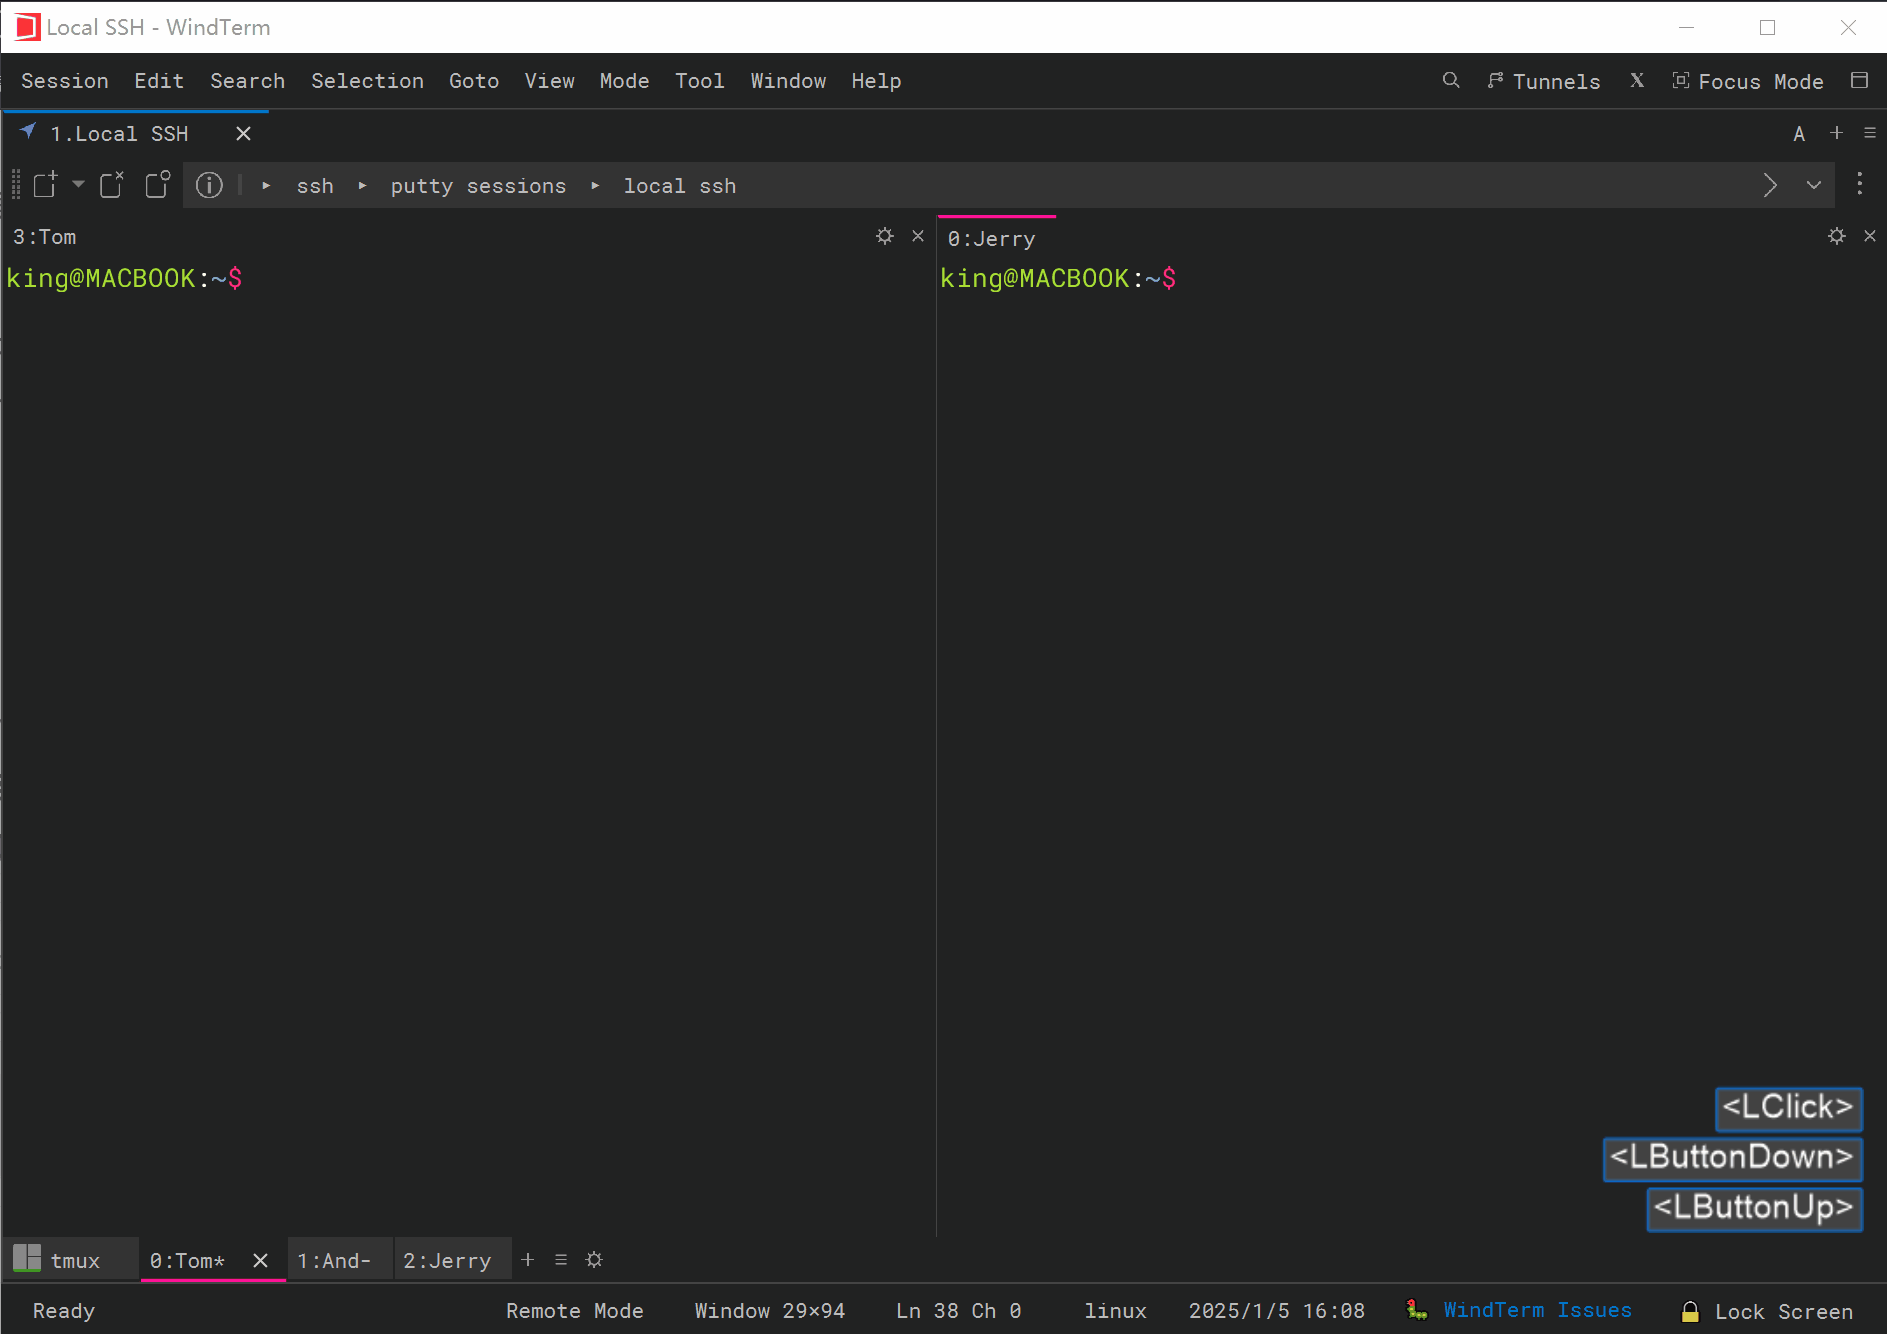 Local SSH - WindTerm
Session Edit Search Selection Goto View Mode Tool Window Help Tunnels X Focus Mode
1.Local SSH A
ssh putty sessions local ssh
3:Tom
king@MACBOOK:~$
0:Jerry
king@MACBOOK:~$
<LClick>
<LButtonDown>
<LButtonUp>
tmux 0:Tom* 1:And- 2:Jerry
Ready Remote Mode Window 29×94 Ln 38 Ch 0 linux 2025/1/5 16:08 WindTerm Issues Lock Screen